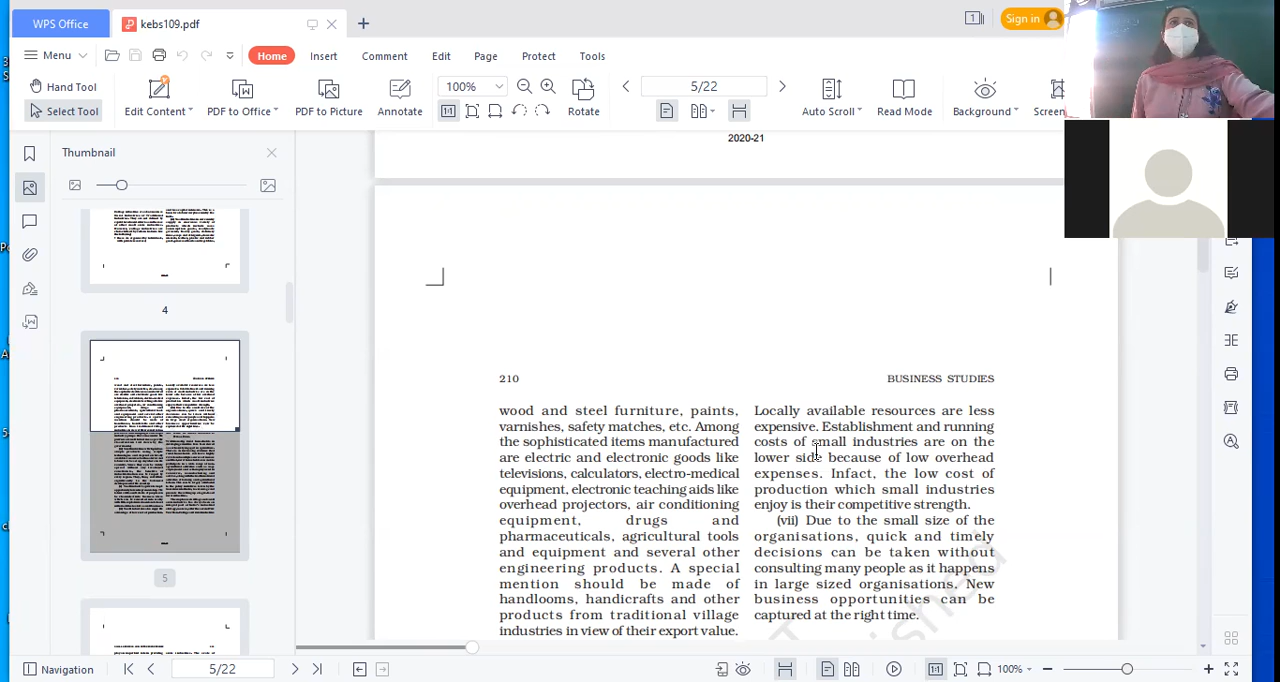 WPS Office
kebs109.pdf
1
Sign in
Menu
Home
Insert
Comment
Edit
Page
Protect
Tools
Hand Tool
Select Tool
Edit Content
PDF to Office
PDF to Picture
Annotate
100%
Rotate
5/22
Auto Scroll
Read Mode
Background
Screen
Thumbnail
4
5
2020-21
210
BUSINESS STUDIES
wood and steel furniture, paints,
varnishes, safety matches, etc. Among
the sophisticated items manufactured
are electric and electronic goods like
televisions, calculators, electro-medical
equipment, electronic teaching aids like
overhead projectors, air conditioning
equipment, drugs and
pharmaceuticals, agricultural tools
and equipment and several other
engineering products. A special
mention should be made of
handlooms, handicrafts and other
products from traditional village
industries in view of their export value.
Locally available resources are less
expensive. Establishment and running
costs of small industries are on the
lower side because of low overhead
expenses. Infact, the low cost of
production which small industries
enjoy is their competitive strength.
(vii) Due to the small size of the
organisations, quick and timely
decisions can be taken without
consulting many people as it happens
in large sized organisations. New
business opportunities can be
captured at the right time.
Navigation
5/22
100%